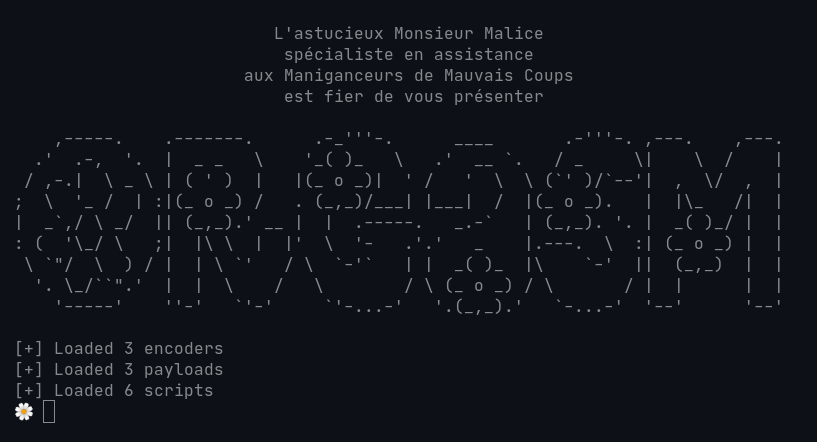 L'astucieux Monsieur Malice
spécialiste en assistance
aux Maniganceurs de Mauvais Coups
est fier de vous présenter
ORGASM
[+] Loaded 3 encoders
[+] Loaded 3 payloads
[+] Loaded 6 scripts